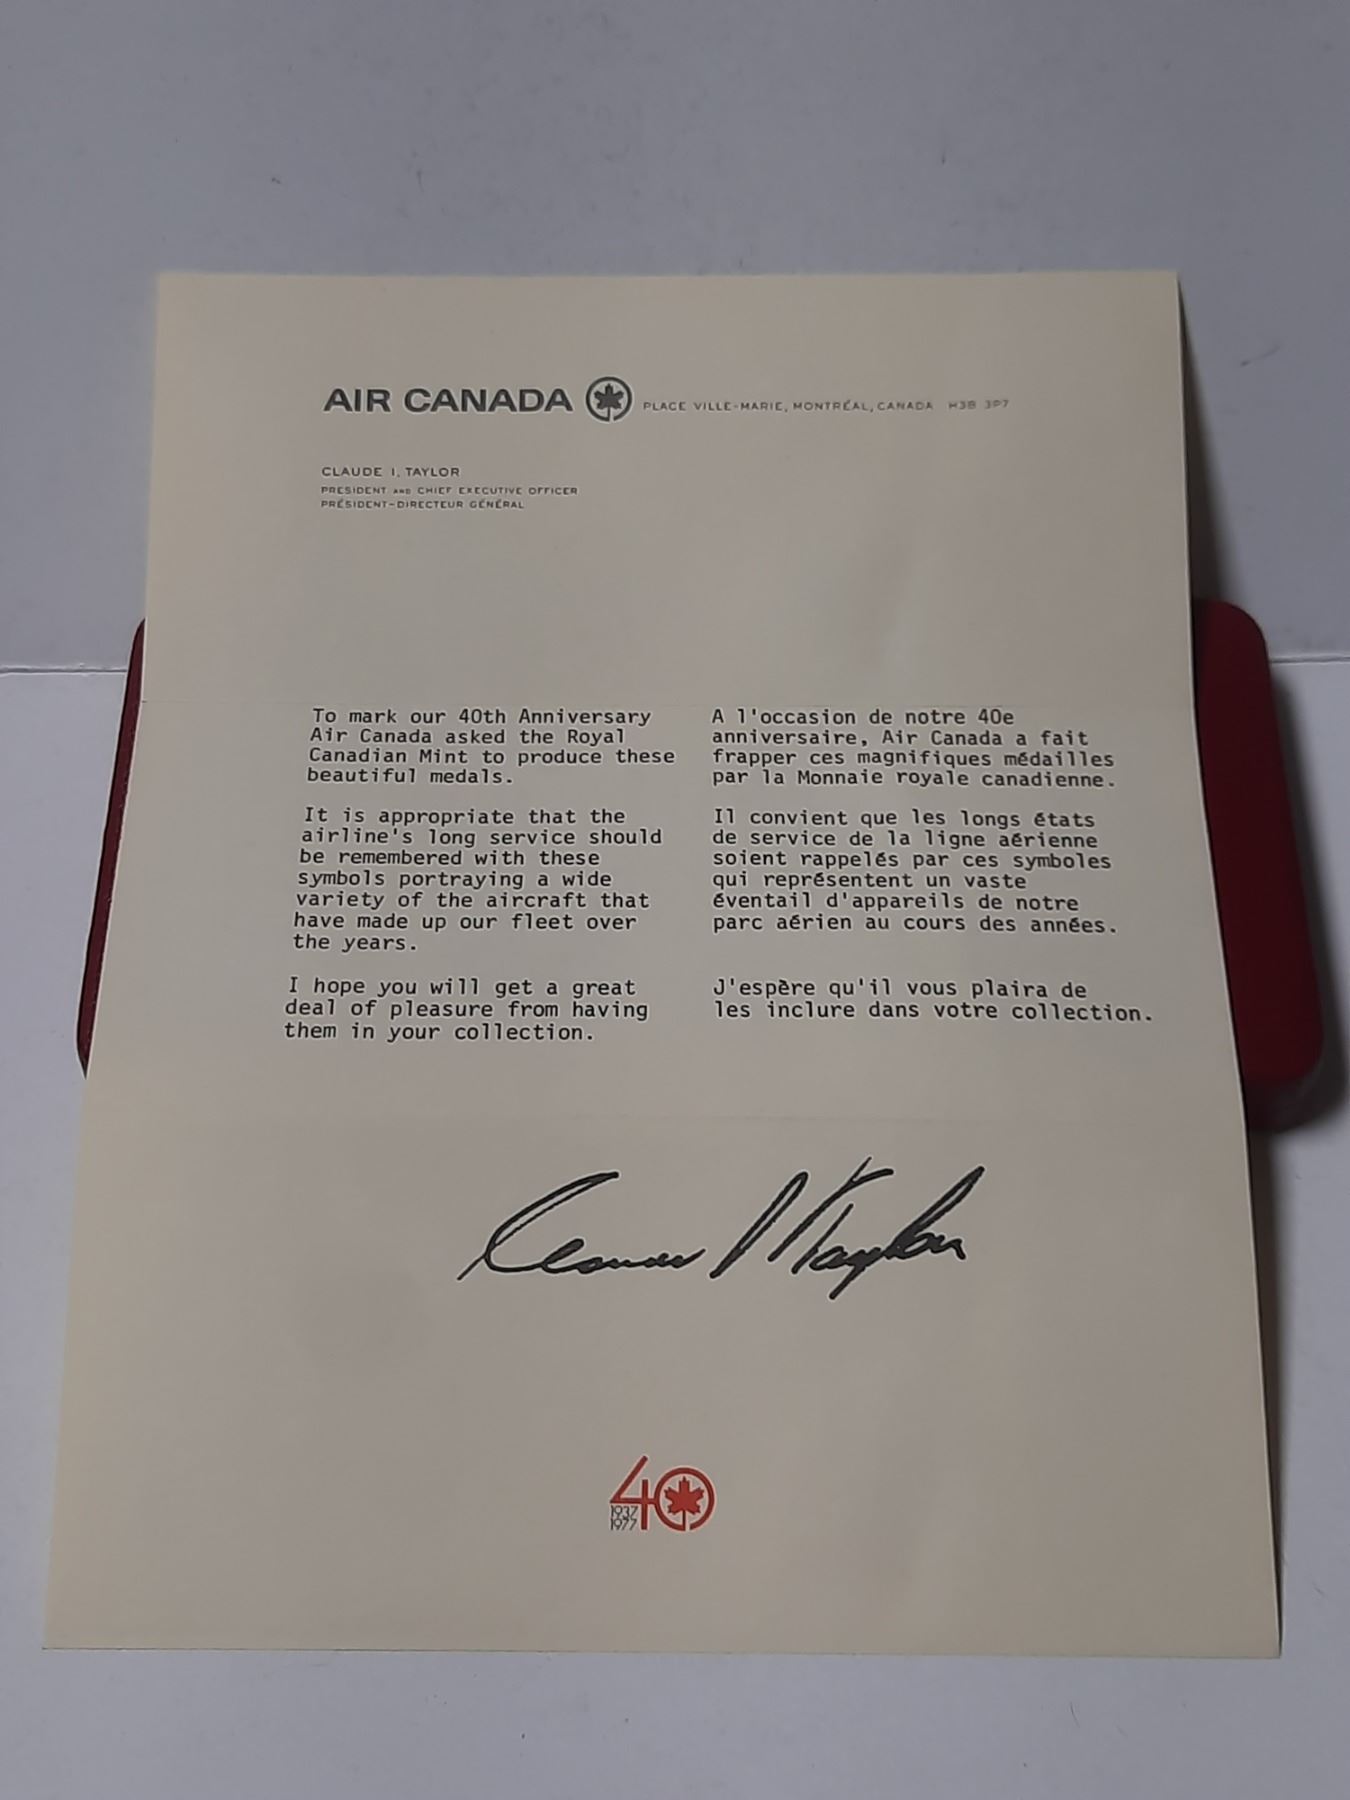 AIR CANADA PLACE VILLE-MARIE, MONTRÉAL, CANADA H3B 3P7
CLAUDE I. TAYLOR
PRESIDENT AND CHIEF EXECUTIVE OFFICER
PRÉSIDENT-DIRECTEUR GÉNÉRAL
To mark our 40th Anniversary
Air Canada asked the Royal
Canadian Mint to produce these
beautiful medals.
It is appropriate that the
airline's long service should
be remembered with these
symbols portraying a wide
variety of the aircraft that
have made up our fleet over
the years.
I hope you will get a great
deal of pleasure from having
them in your collection.
A l'occasion de notre 40e
anniversaire, Air Canada a fait
frapper ces magnifiques médailles
par la Monnaie royale canadienne.
Il convient que les longs états
de service de la ligne aérienne
soient rappelés par ces symboles
qui représentent un vaste
éventail d'appareils de notre
parc aérien au cours des années.
J'espère qu'il vous plaira de
les inclure dans votre collection.
Claude I Taylor
40
1937
1977